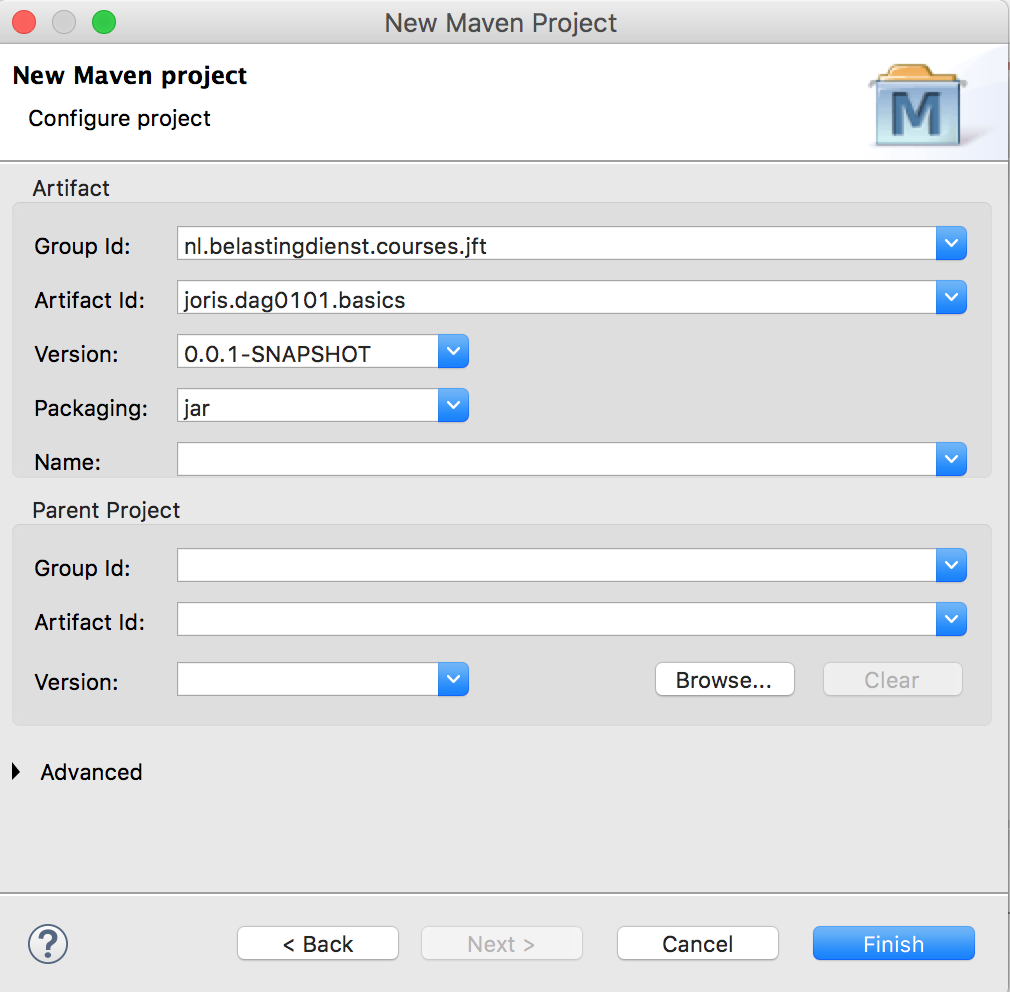 New Maven Project
New Maven project
Configure project
M
Artifact
Group Id: nl.belastingdienst.courses.jft
Artifact Id: joris.dag0101.basics
Version: 0.0.1-SNAPSHOT
Packaging: jar
Name:
Parent Project
Group Id:
Artifact Id:
Version: Browse... Clear
Advanced
? < Back Next > Cancel Finish